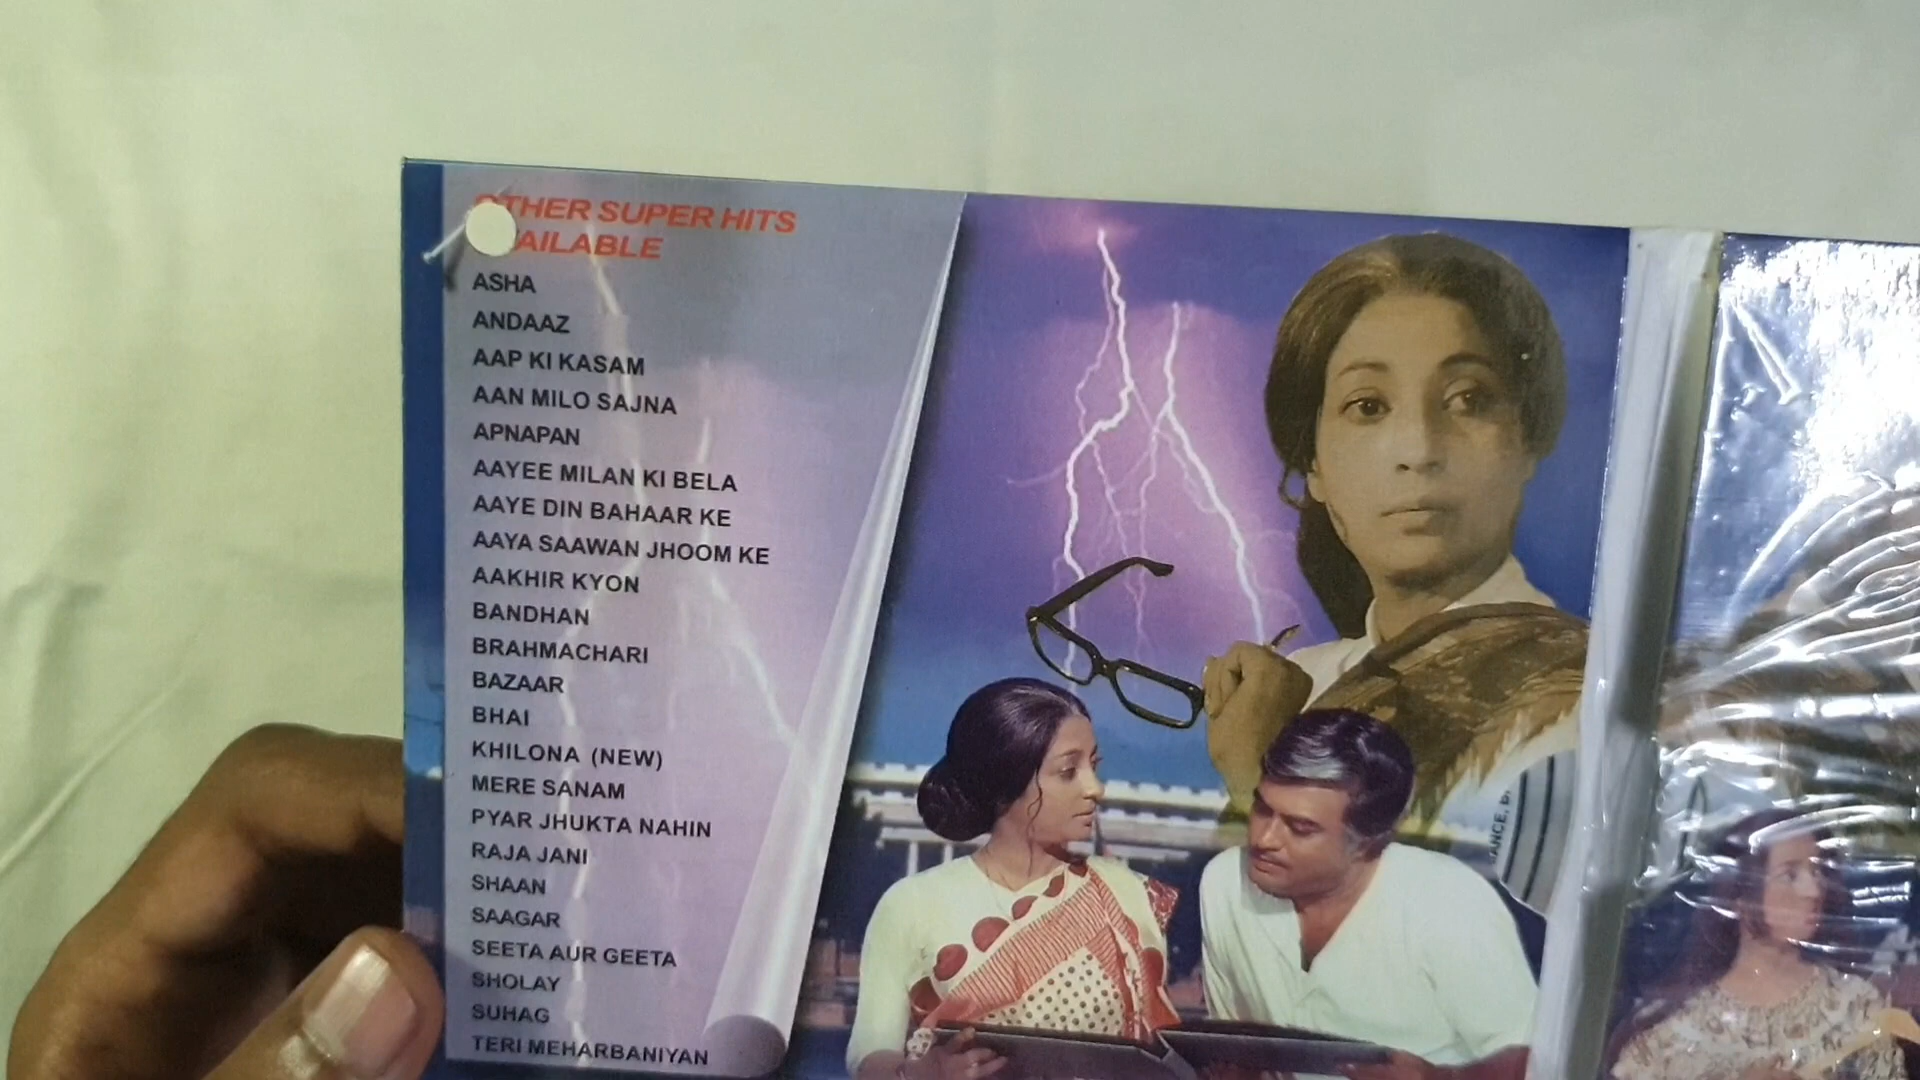 OTHER SUPER HITS
AVAILABLE
ASHA
ANDAAZ
AAP KI KASAM
AAN MILO SAJNA
APNAPAN
AAYEE MILAN KI BELA
AAYE DIN BAHAAR KE
AAYA SAAWAN JHOOM KE
AAKHIR KYON
BANDHAN
BRAHMACHARI
BAZAAR
BHAI
KHILONA (NEW)
MERE SANAM
PYAR JHUKTA NAHIN
RAJA JANI
SHAAN
SAAGAR
SEETA AUR GEETA
SHOLAY
SUHAG
TERI MEHARBANIYAN